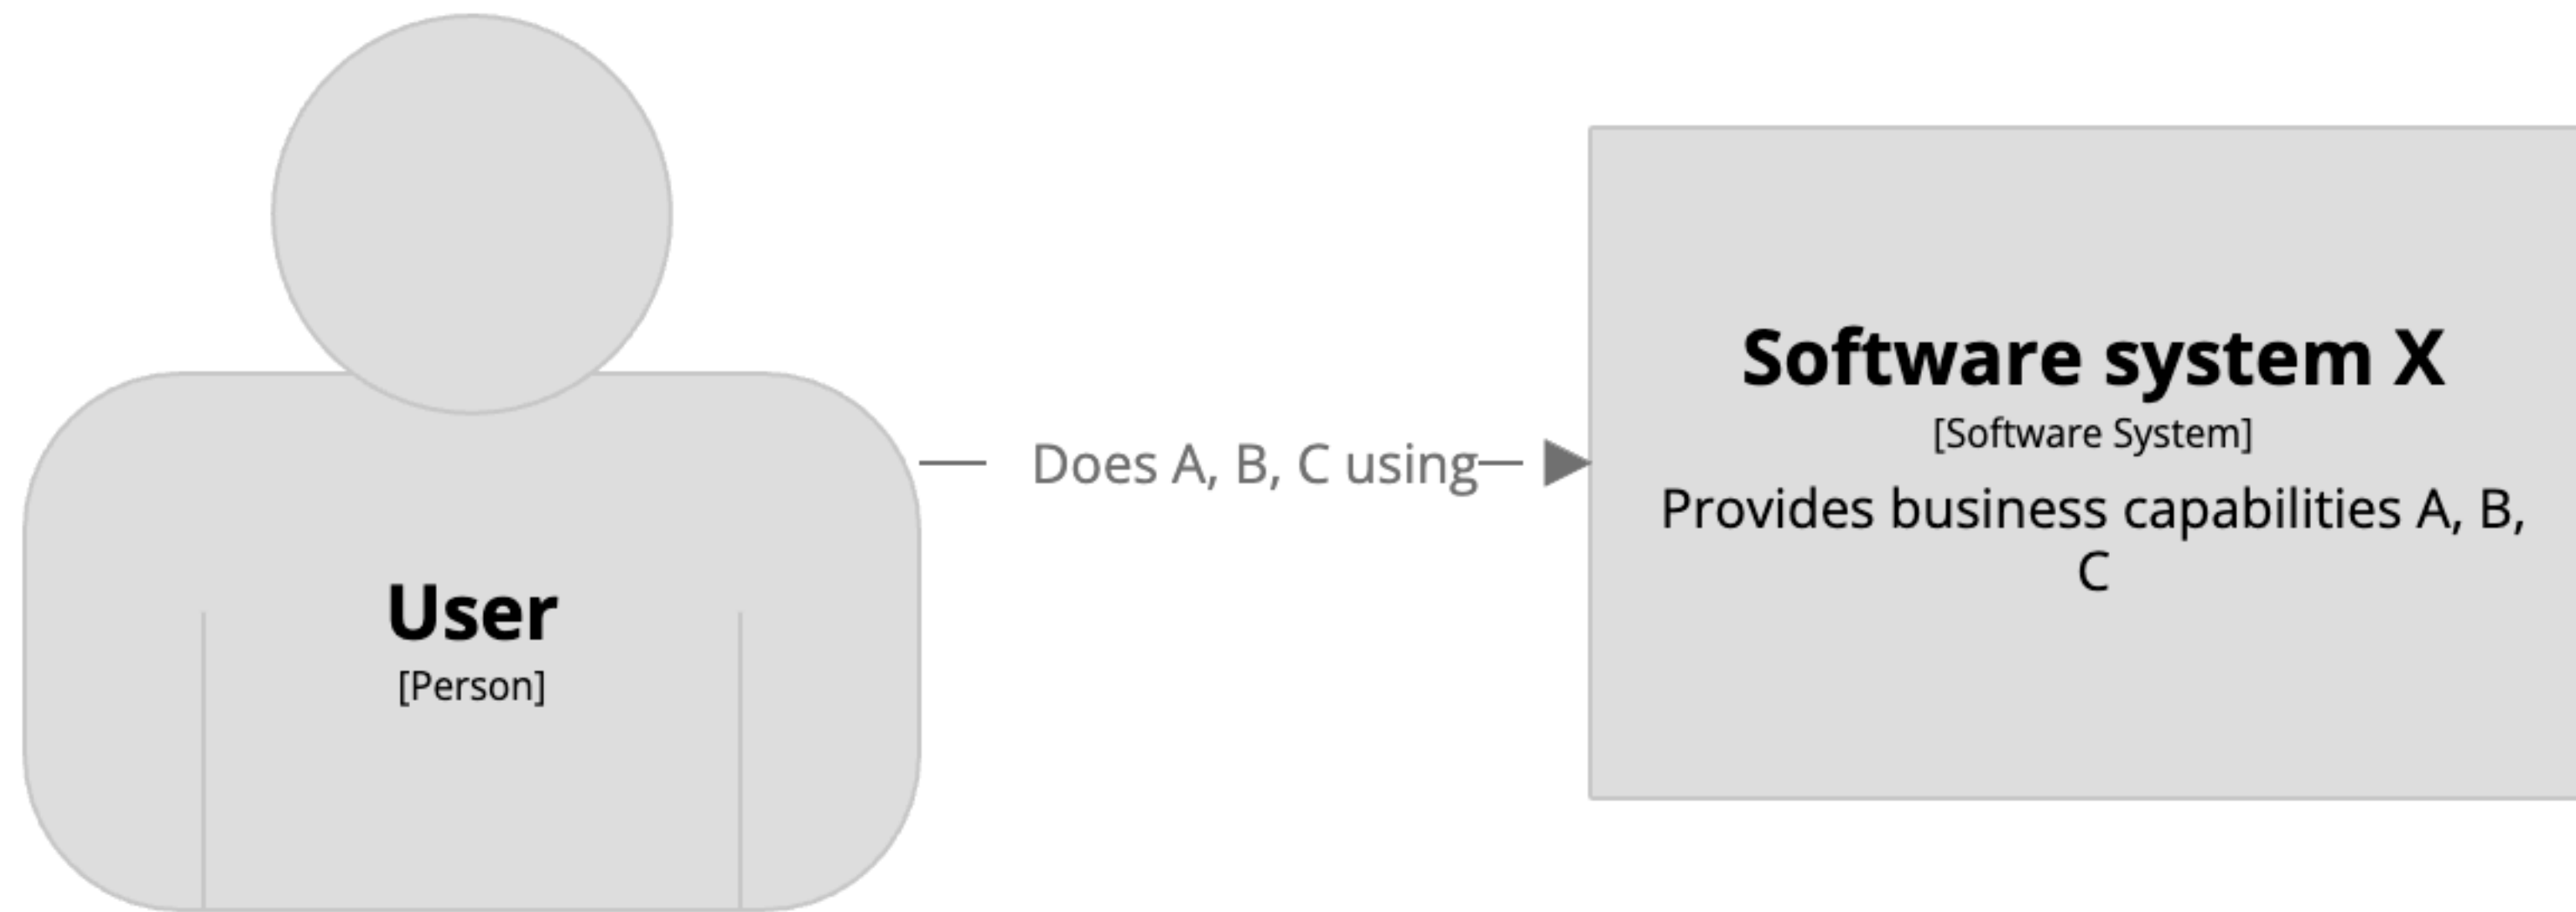 User
[Person]
Does A, B, C using
Software system X
[Software System]
Provides business capabilities A, B,
C